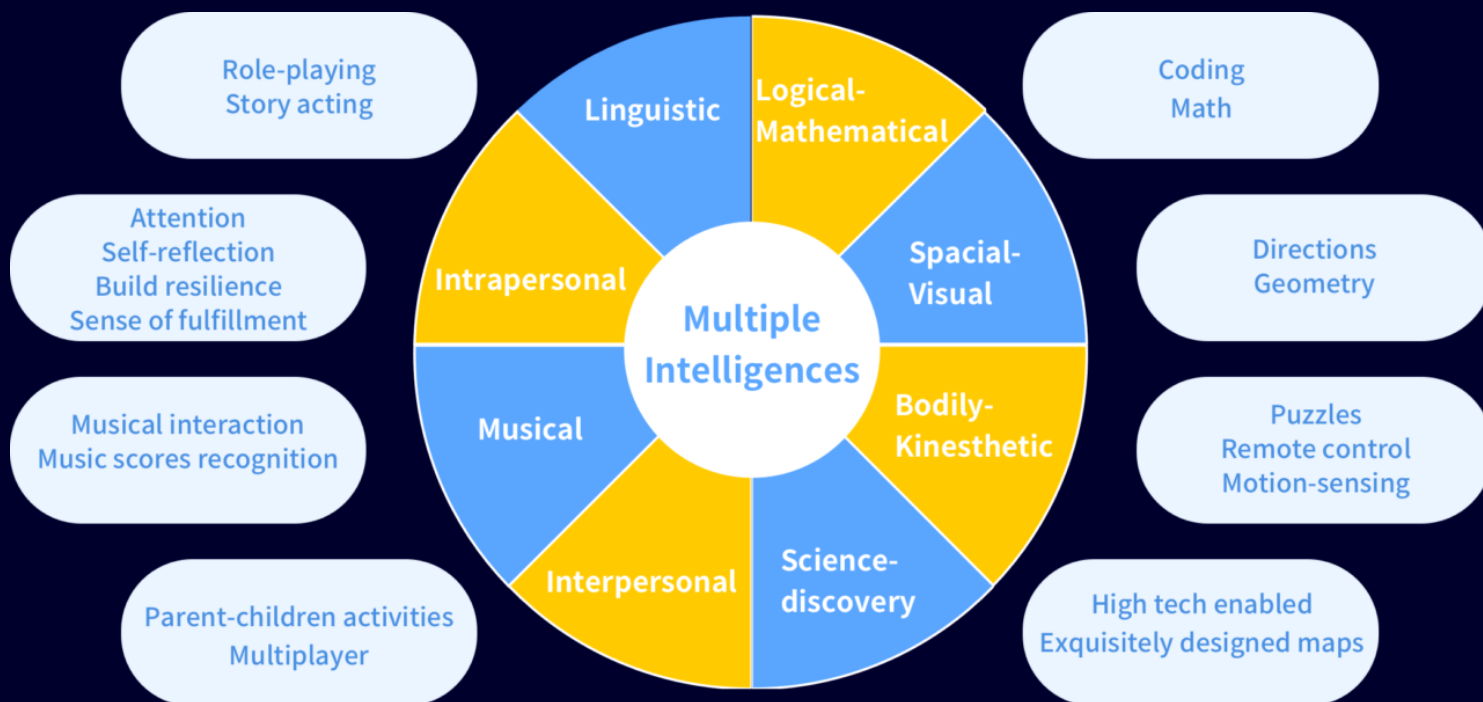 Role-playing
Story acting
Linguistic
Logical-
Mathematical
Coding
Math
Attention
Self-reflection
Build resilience
Sense of fulfillment
Intrapersonal
Spacial-
Visual
Directions
Geometry
Multiple
Intelligences
Musical interaction
Music scores recognition
Musical
Bodily-
Kinesthetic
Puzzles
Remote control
Motion-sensing
Parent-children activities
Multiplayer
Interpersonal
Science-
discovery
High tech enabled
Exquisitely designed maps